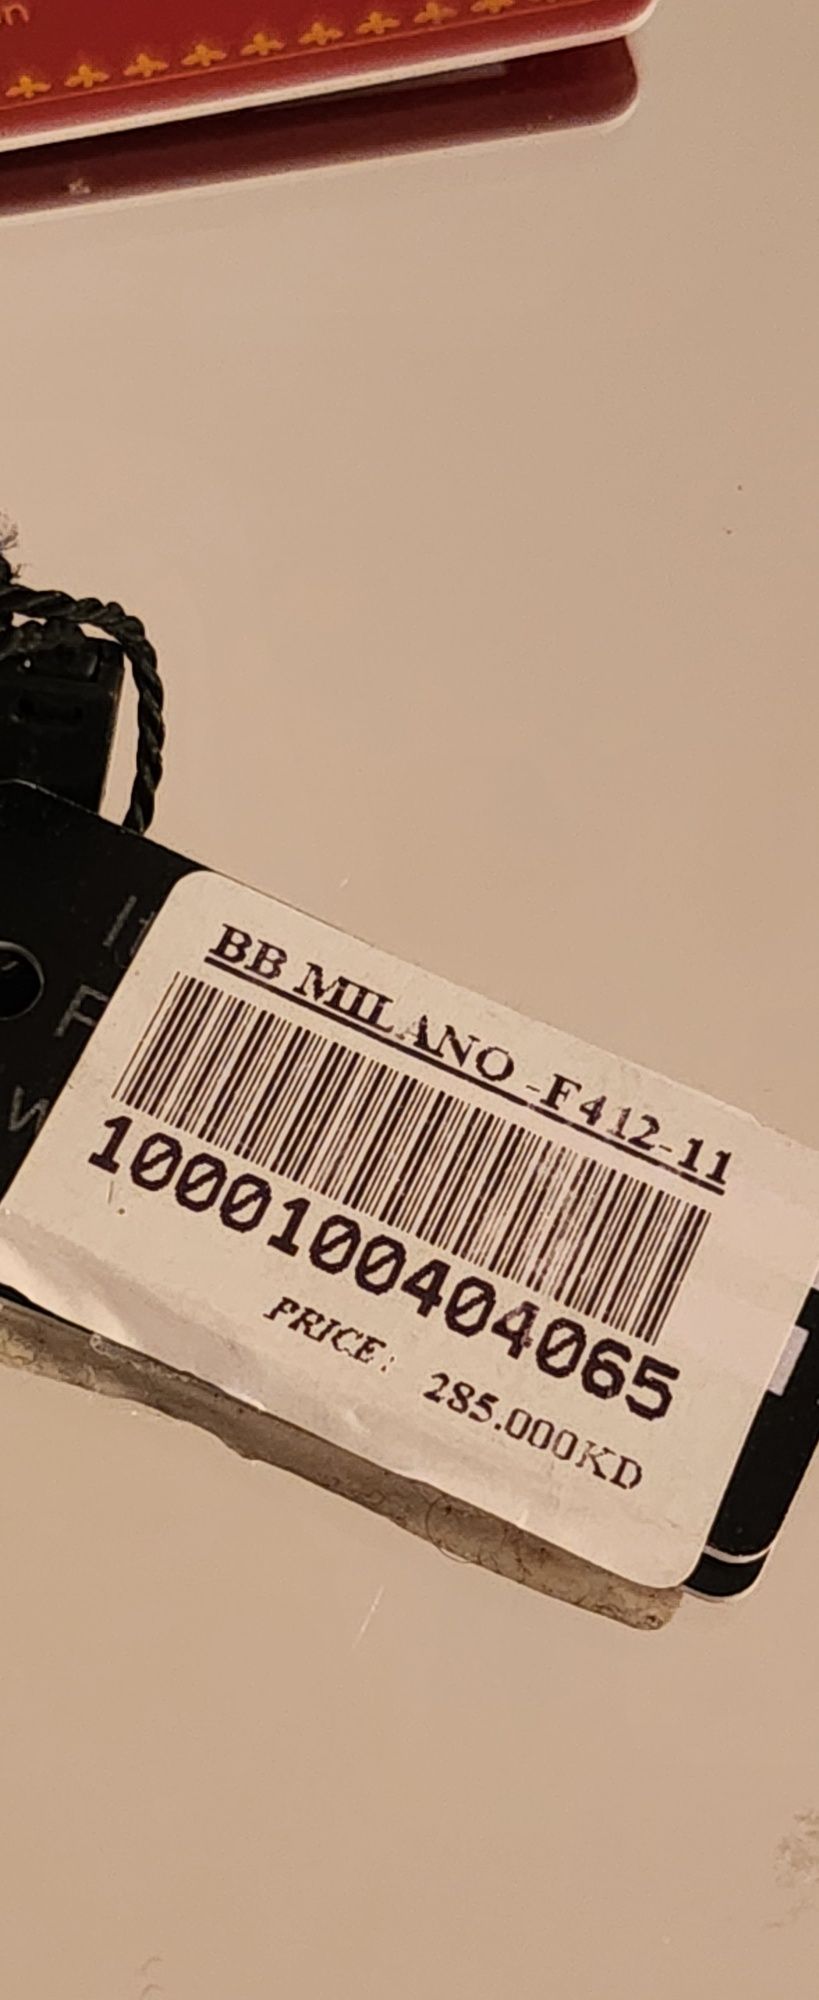 BB MILANO -F412-11
1000100404065
PRICE: 285.000KD